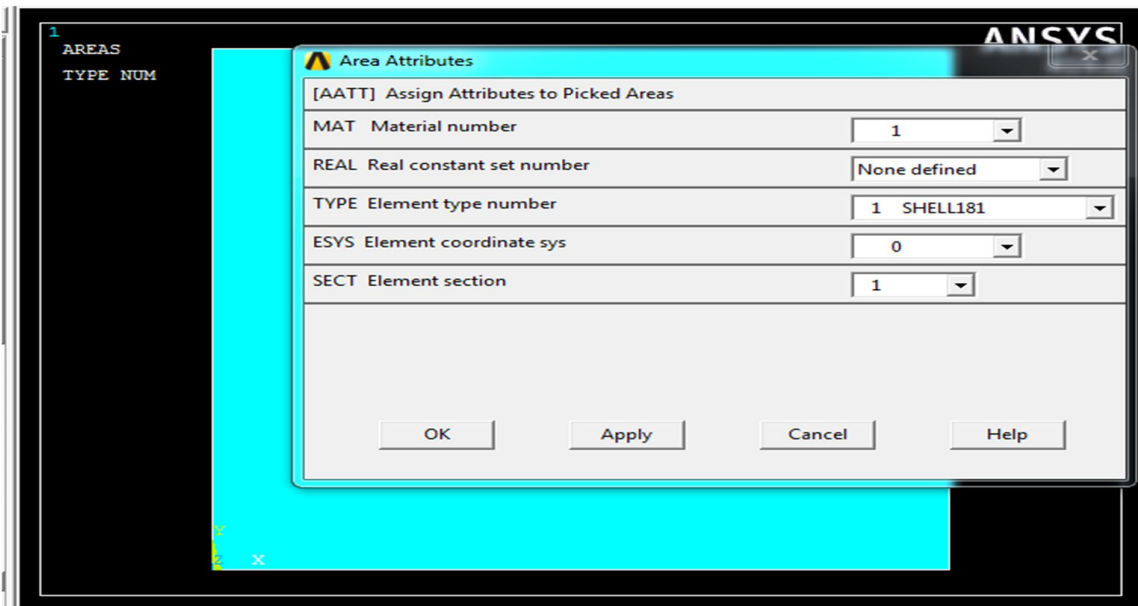 1
AREAS
TYPE NUM
ANSYS
Area Attributes
[AATT] Assign Attributes to Picked Areas
MAT Material number 1
REAL Real constant set number None defined
TYPE Element type number 1 SHELL181
ESYS Element coordinate sys 0
SECT Element section 1
OK Apply Cancel Help
Y
Z X